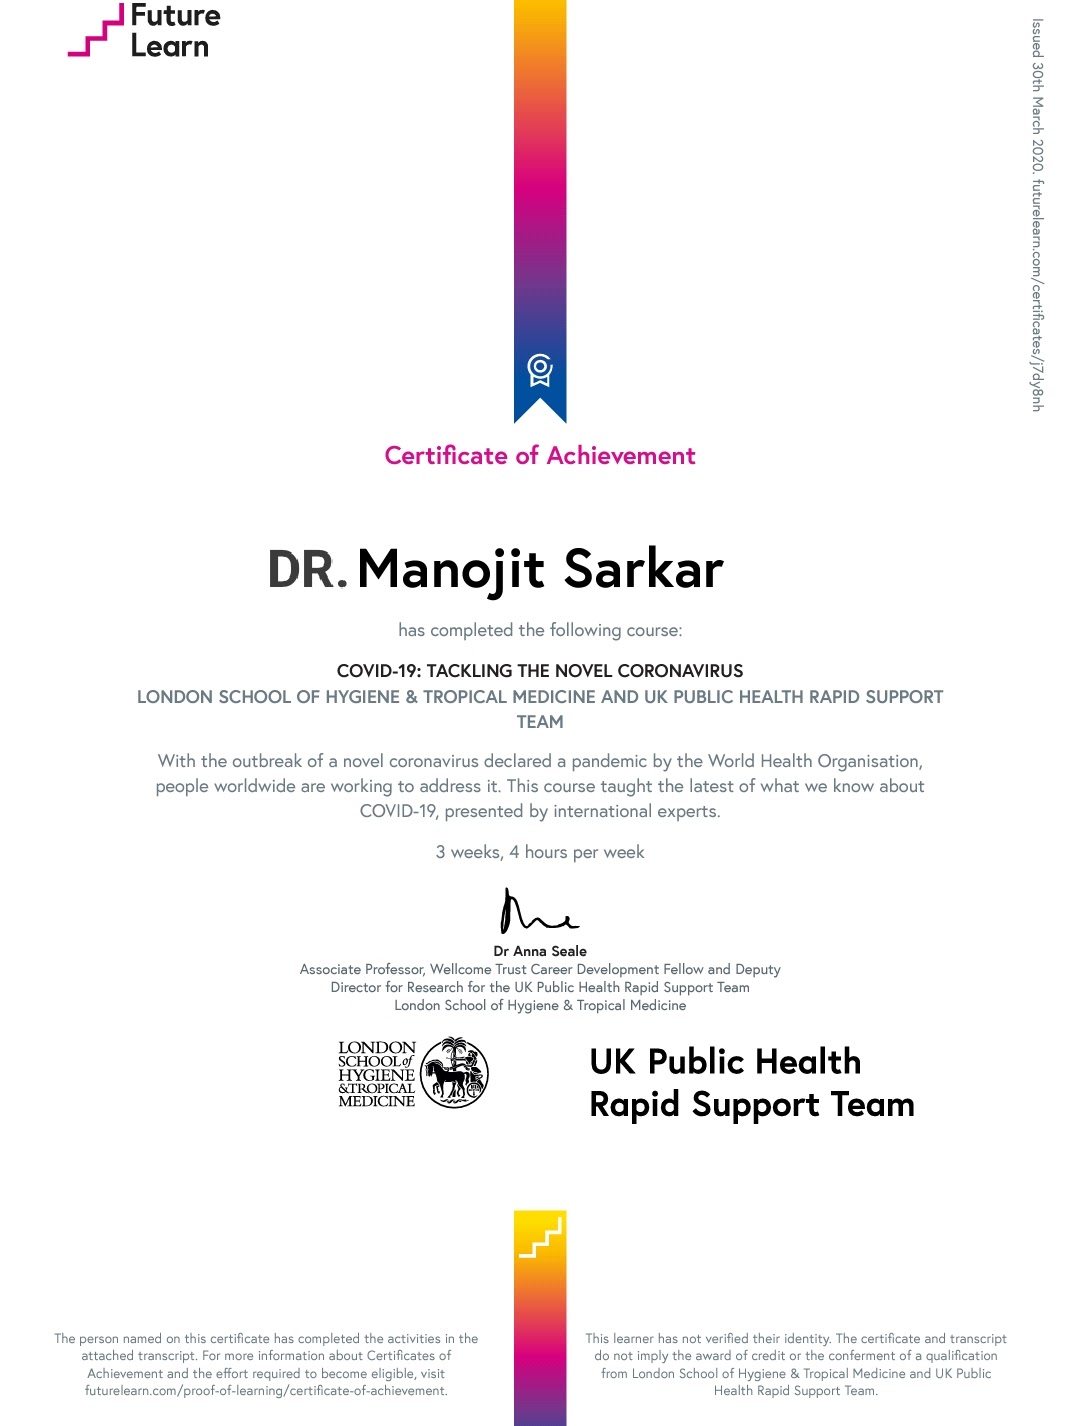 Future
Learn
Issued 30th March 2020. futurelearn.com/certificates/j7dy8nh
Certificate of Achievement
DR. Manojit Sarkar
has completed the following course:
COVID-19: TACKLING THE NOVEL CORONAVIRUS
LONDON SCHOOL OF HYGIENE & TROPICAL MEDICINE AND UK PUBLIC HEALTH RAPID SUPPORT
TEAM
With the outbreak of a novel coronavirus declared a pandemic by the World Health Organisation,
people worldwide are working to address it. This course taught the latest of what we know about
COVID-19, presented by international experts.
3 weeks, 4 hours per week
Dr Anna Seale
Associate Professor, Wellcome Trust Career Development Fellow and Deputy
Director for Research for the UK Public Health Rapid Support Team
London School of Hygiene & Tropical Medicine
LONDON
SCHOOL of
HYGIENE
& TROPICAL
MEDICINE
UK Public Health
Rapid Support Team
The person named on this certificate has completed the activities in the
attached transcript. For more information about Certificates of
Achievement and the effort required to become eligible, visit
futurelearn.com/proof-of-learning/certificate-of-achievement.
This learner has not verified their identity. The certificate and transcript
do not imply the award of credit or the conferment of a qualification
from London School of Hygiene & Tropical Medicine and UK Public
Health Rapid Support Team.